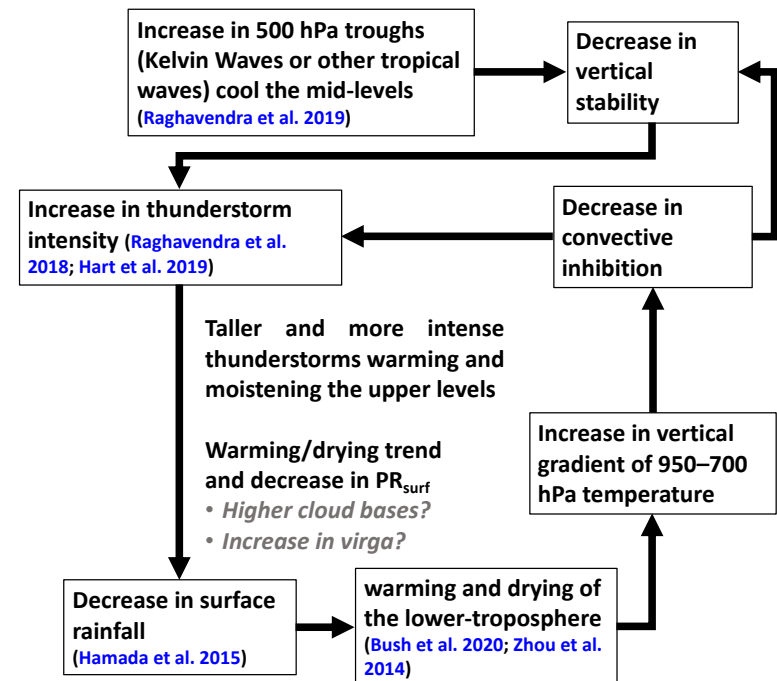 Increase in 500 hPa troughs
(Kelvin Waves or other tropical
waves) cool the mid-levels
(Raghavendra et al. 2019)
Decrease in
vertical
stability
Increase in thunderstorm
intensity (Raghavendra et al.
2018; Hart et al. 2019)
Decrease in
convective
inhibition
Taller and more intense
thunderstorms warming and
moistening the upper levels
Warming/drying trend
and decrease in PRsurf
• Higher cloud bases?
• Increase in virga?
Increase in vertical
gradient of 950–700
hPa temperature
Decrease in surface
rainfall
(Hamada et al. 2015)
warming and drying of
the lower-troposphere
(Bush et al. 2020; Zhou et al.
2014)